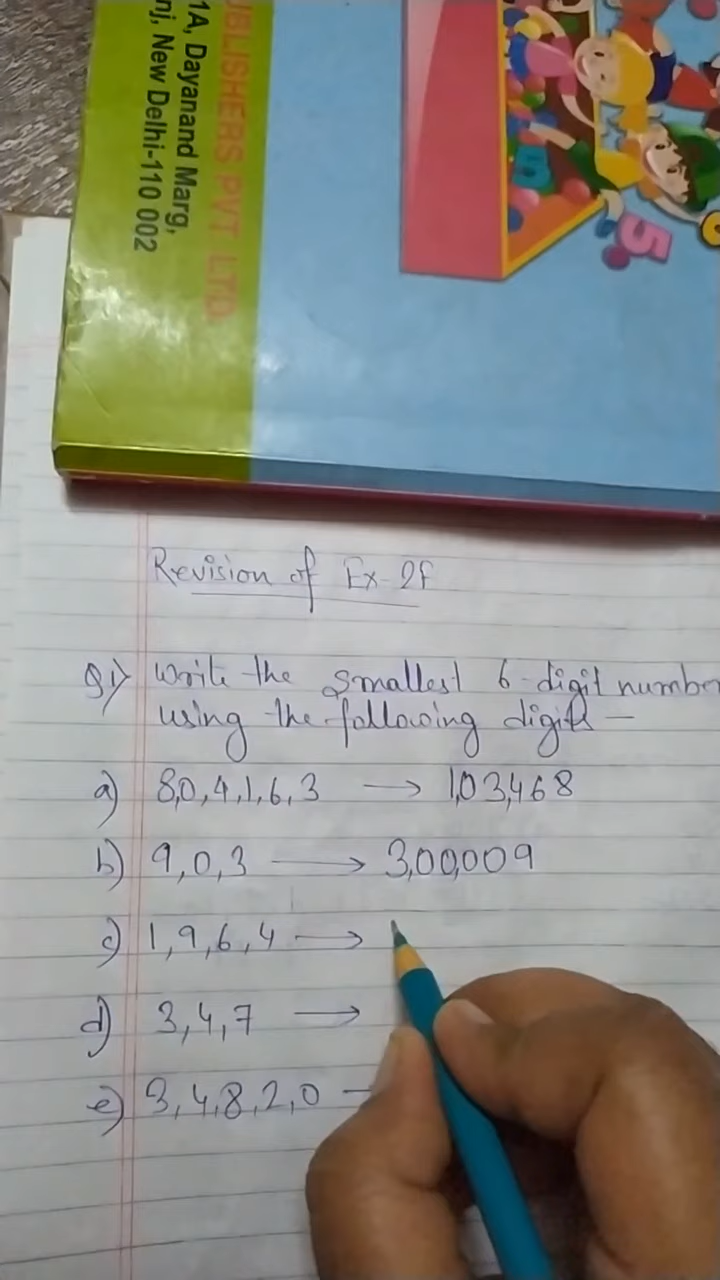 UBLISHERS PVT LTD.
1A, Dayanand Marg,
nj, New Delhi-110 002
5
Revision of Ex-2f
Q1) Write the smallest 6-digit number
using the following digits —
a) 8,0,4,1,6,3 → 1,03,468
b) 9,0,3 → 3,00,009
c) 1,9,6,4 →
d) 3,4,7 →
e) 3,4,8,2,0 –